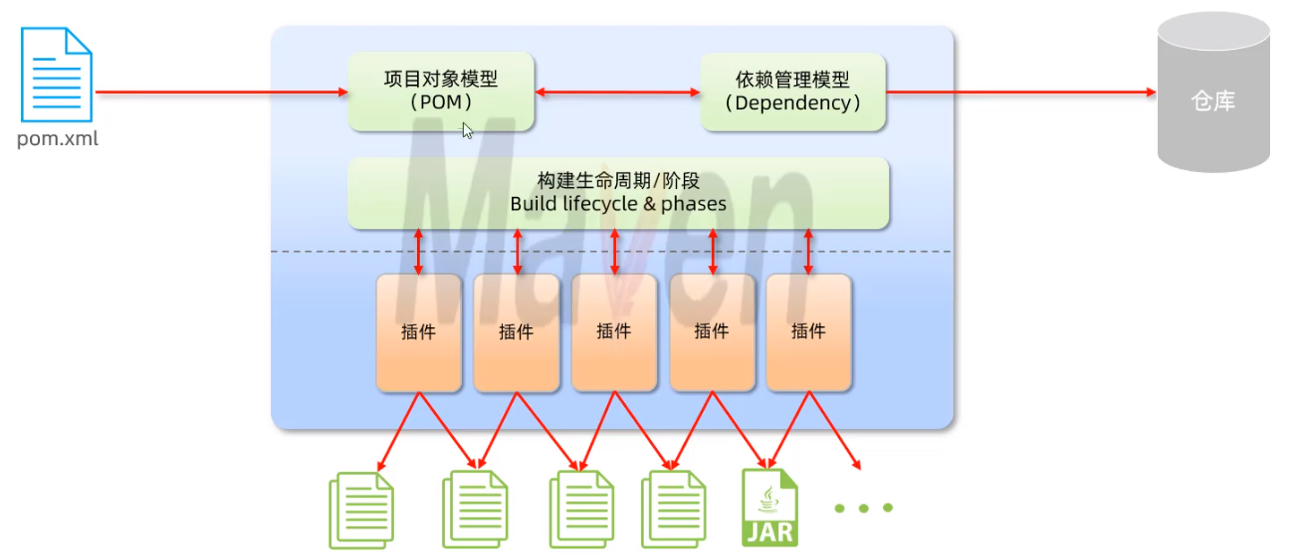 项目对象模型
（POM）
依赖管理模型
（Dependency）
仓库
pom.xml
构建生命周期/阶段
Build lifecycle & phases
Maven
插件
插件
插件
插件
插件
JAR